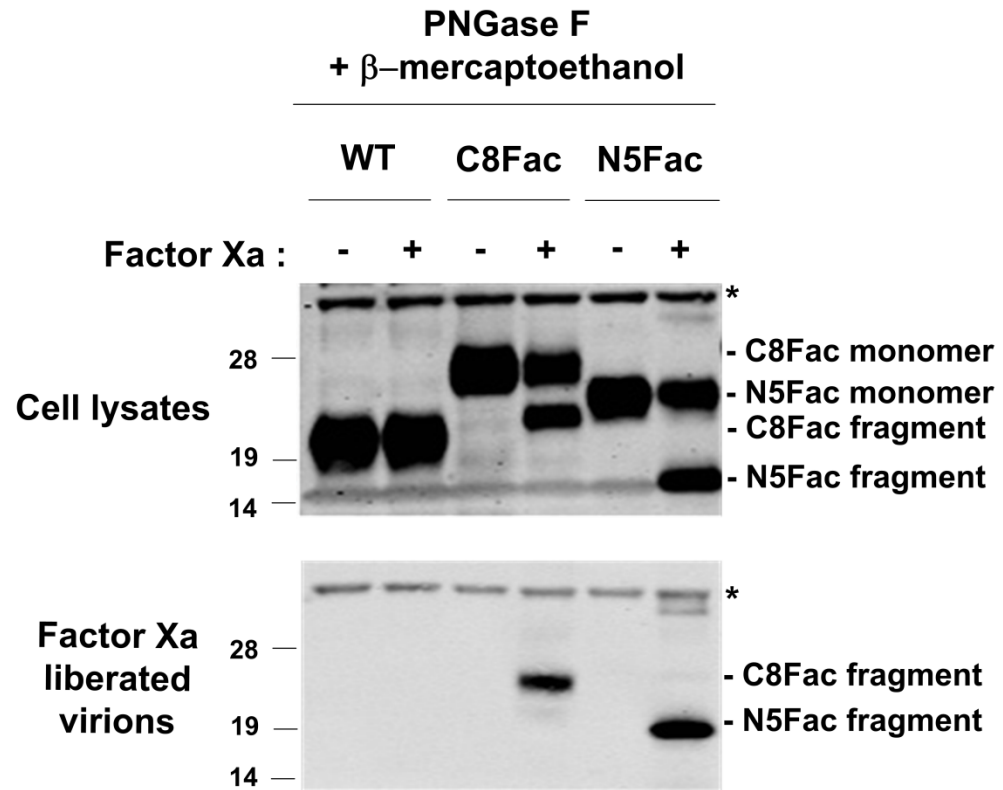 PNGase F
+ β–mercaptoethanol
WT C8Fac N5Fac
Factor Xa : - + - + - +
*
28
- C8Fac monomer
- N5Fac monomer
Cell lysates
- C8Fac fragment
19
- N5Fac fragment
14
*
Factor Xa
liberated
virions
28
- C8Fac fragment
19
- N5Fac fragment
14